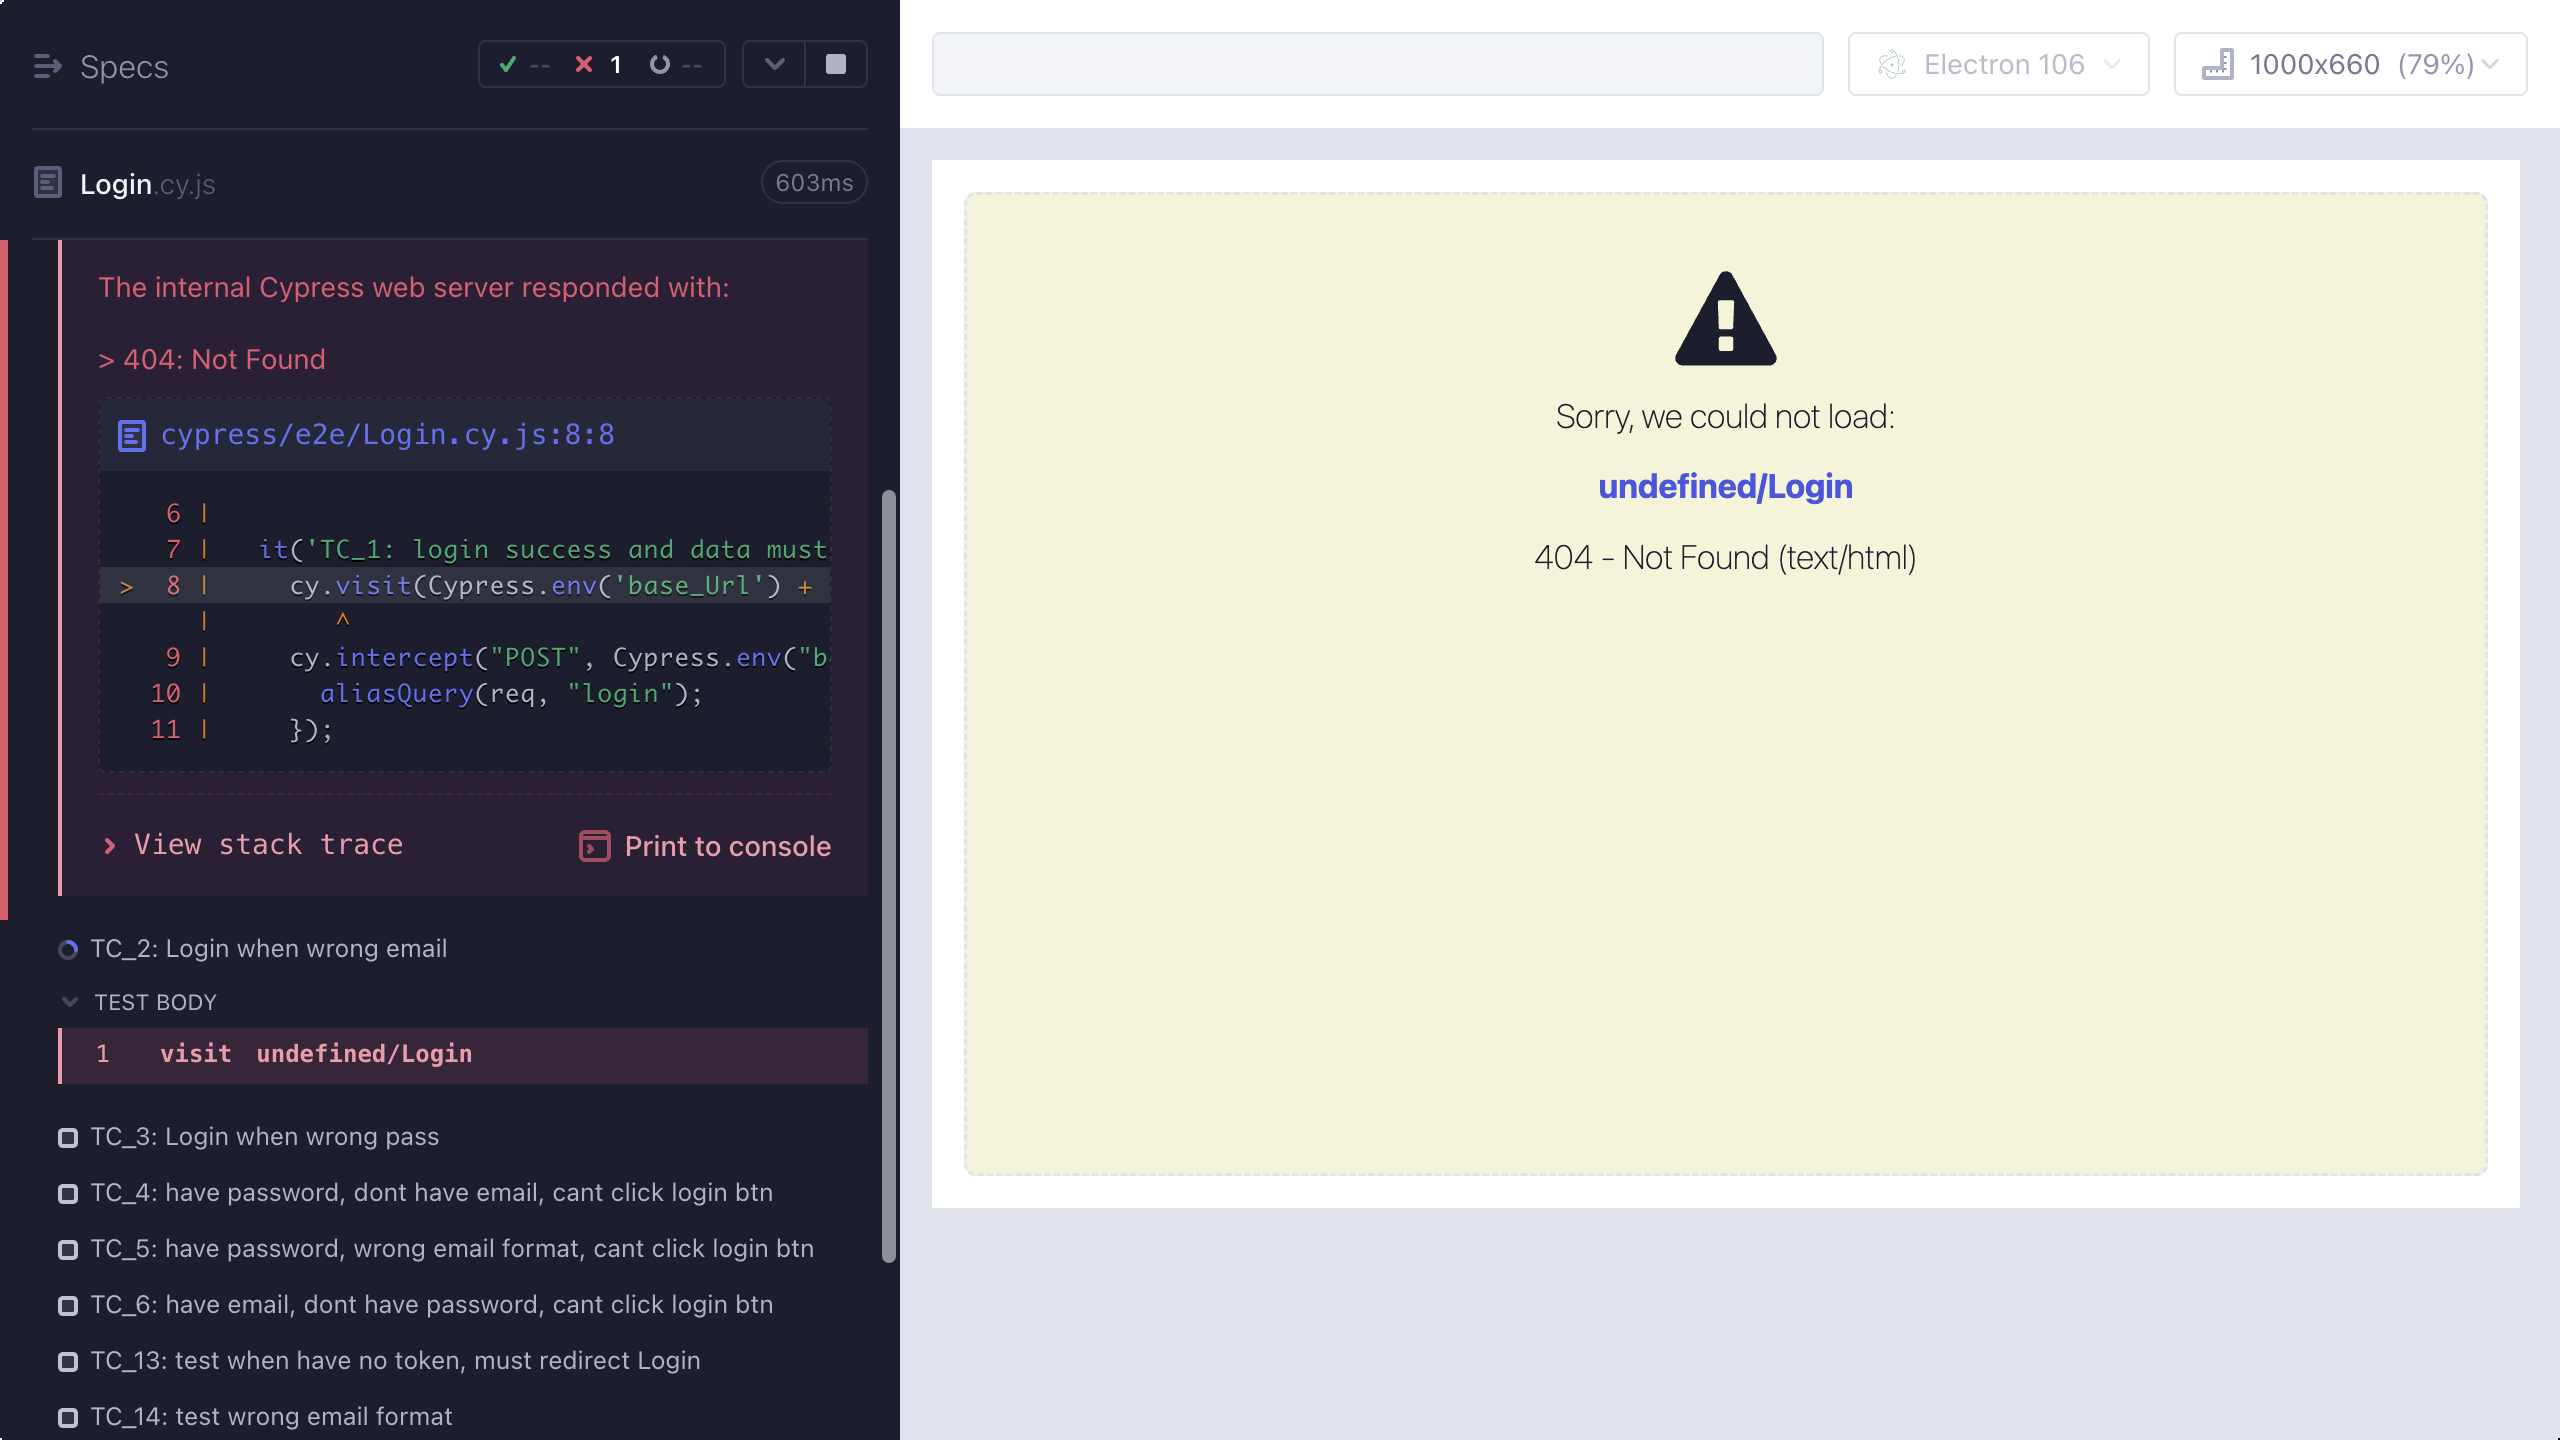 Specs
-- 1 --
Login.cy.js 603ms
The internal Cypress web server responded with:
> 404: Not Found
cypress/e2e/Login.cy.js:8:8
6 |
7 | it('TC_1: login success and data must
> 8 | cy.visit(Cypress.env('base_Url') +
| ^
9 | cy.intercept("POST", Cypress.env("b
10 | aliasQuery(req, "login");
11 | });
View stack trace Print to console
TC_2: Login when wrong email
TEST BODY
1 visit undefined/Login
TC_3: Login when wrong pass
TC_4: have password, dont have email, cant click login btn
TC_5: have password, wrong email format, cant click login btn
TC_6: have email, dont have password, cant click login btn
TC_13: test when have no token, must redirect Login
TC_14: test wrong email format
Electron 106 1000x660 (79%)
Sorry, we could not load:
undefined/Login
404 - Not Found (text/html)